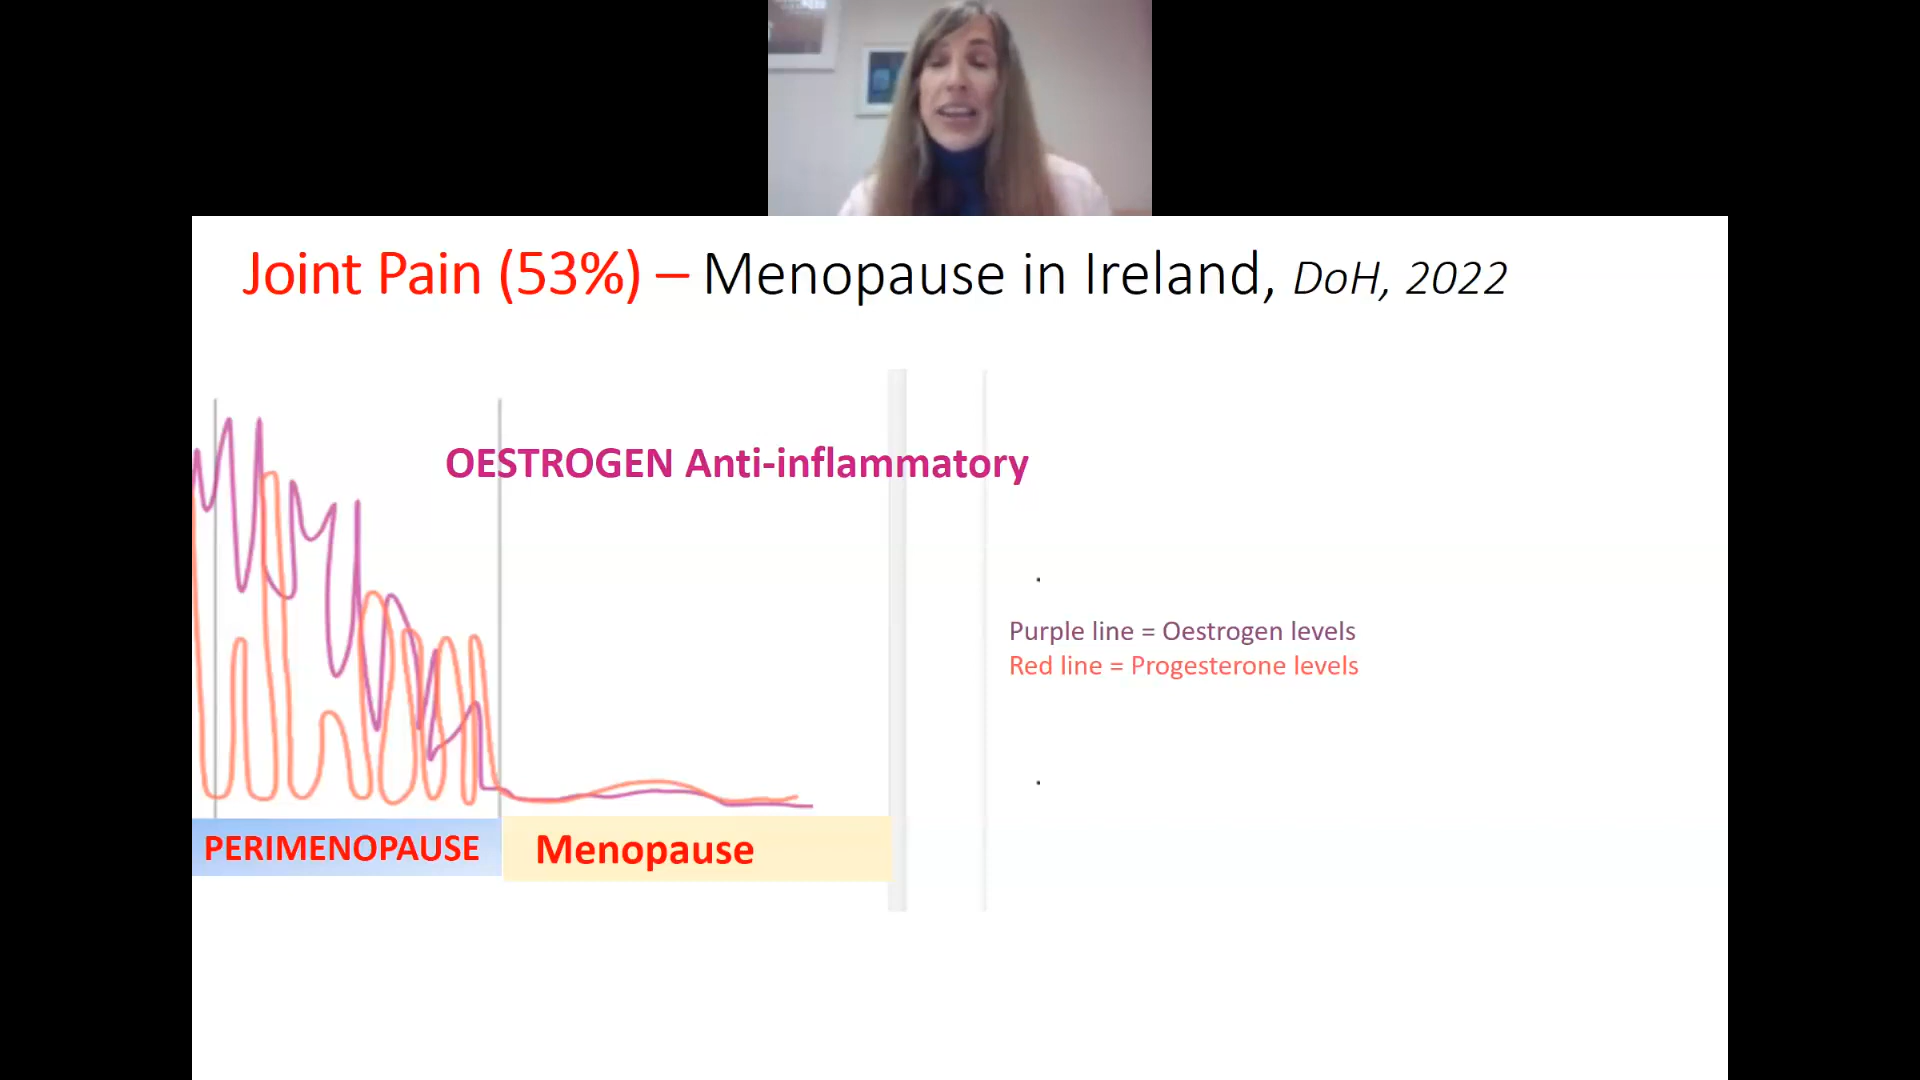 Joint Pain (53%) – Menopause in Ireland, DoH, 2022
OESTROGEN Anti-inflammatory
Purple line = Oestrogen levels
Red line = Progesterone levels
PERIMENOPAUSE
Menopause